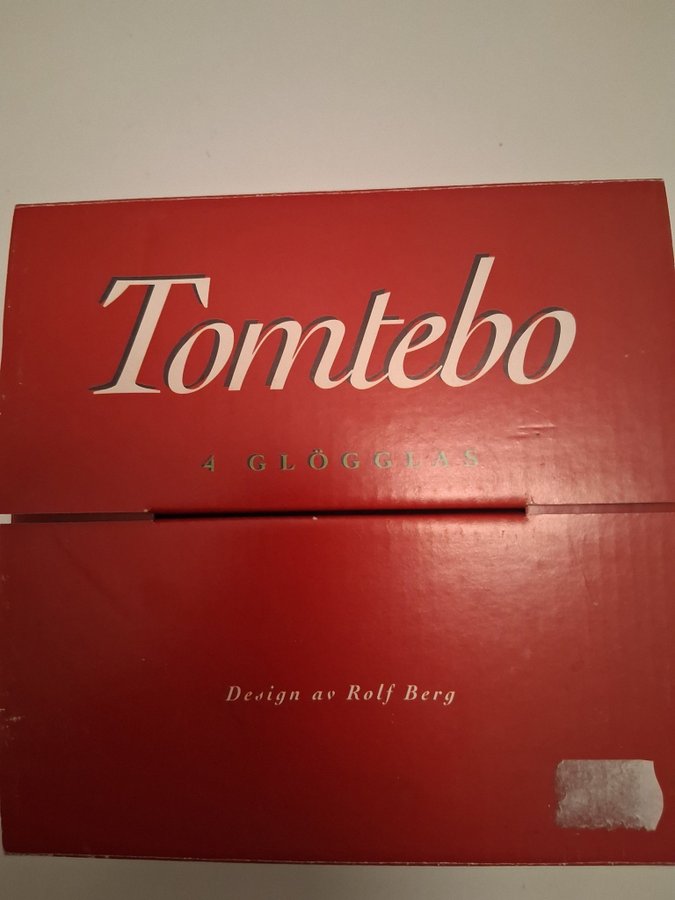 Tomtebo
4 GLÖGGLAS
Design av Rolf Berg